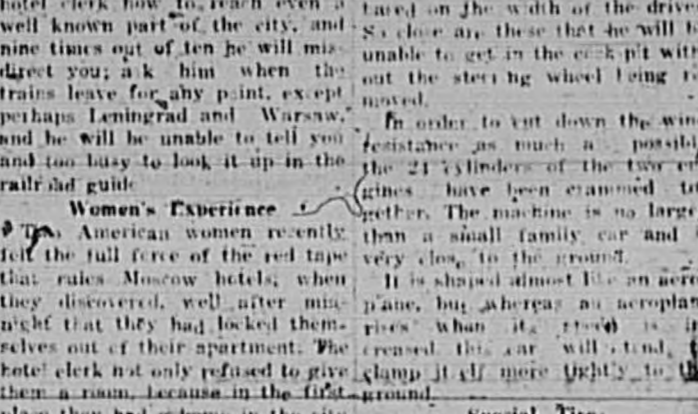 hotel clerk how to reach even a
well known part of the city, and
nine times out of ten he will mis-
direct you; ask him when the
trains leave for any point, except
perhaps Leningrad and Warsaw,
and he will be unable to tell you
and too busy to look it up in the
railroad guide
Women's Experience
Two American women recently
felt the full force of the red tape
that rules Moscow hotels, when
they discovered, well after mid-
night that they had locked them-
selves out of their apartment. The
hotel clerk not only refused to give
them a room, because in the first
on the width of the driver
So close are these that he will be
unable to get in the cockpit with-
out the steering wheel being re-
moved.
In order to cut down the wind
resistance as much a possible
the 24 cylinders of the two en-
gines have been crammed to-
gether. The machine is no larger
than a small family car and
very close to the ground.
It is shaped almost like an aero-
plane, but whereas an aeroplane
rises when its speed is in-
creased this car will tend to
clamp itself more tightly to the
ground.